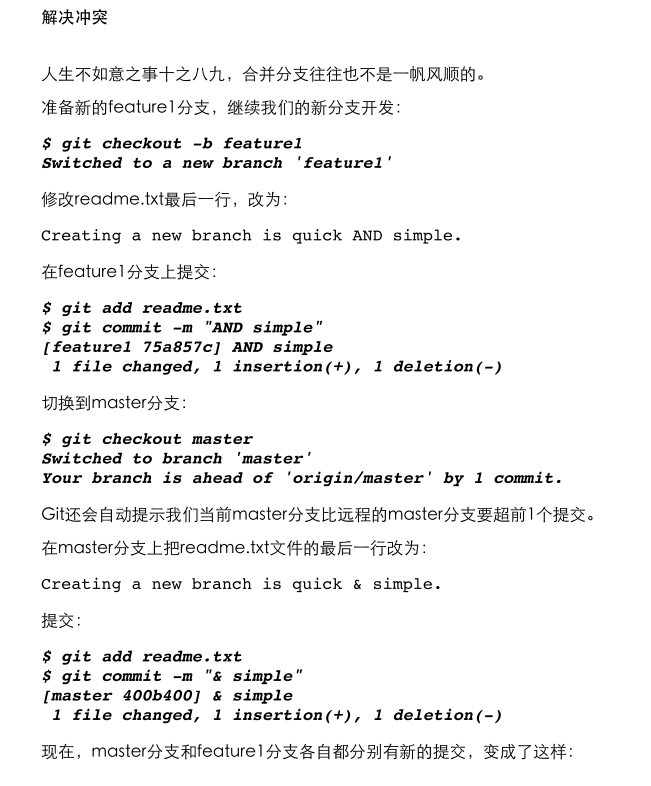 解决冲突
人生不如意之事十之八九，合并分支往往也不是一帆风顺的。
准备新的feature1分支，继续我们的新分支开发：
$ git checkout -b feature1
Switched to a new branch 'feature1'
修改readme.txt最后一行，改为：
Creating a new branch is quick AND simple.
在feature1分支上提交：
$ git add readme.txt
$ git commit -m "AND simple"
[feature1 75a857c] AND simple
 1 file changed, 1 insertion(+), 1 deletion(-)
切换到master分支：
$ git checkout master
Switched to branch 'master'
Your branch is ahead of 'origin/master' by 1 commit.
Git还会自动提示我们当前master分支比远程的master分支要超前1个提交。
在master分支上把readme.txt文件的最后一行改为：
Creating a new branch is quick & simple.
提交：
$ git add readme.txt
$ git commit -m "& simple"
[master 400b400] & simple
 1 file changed, 1 insertion(+), 1 deletion(-)
现在，master分支和feature1分支各自都分别有新的提交，变成了这样：